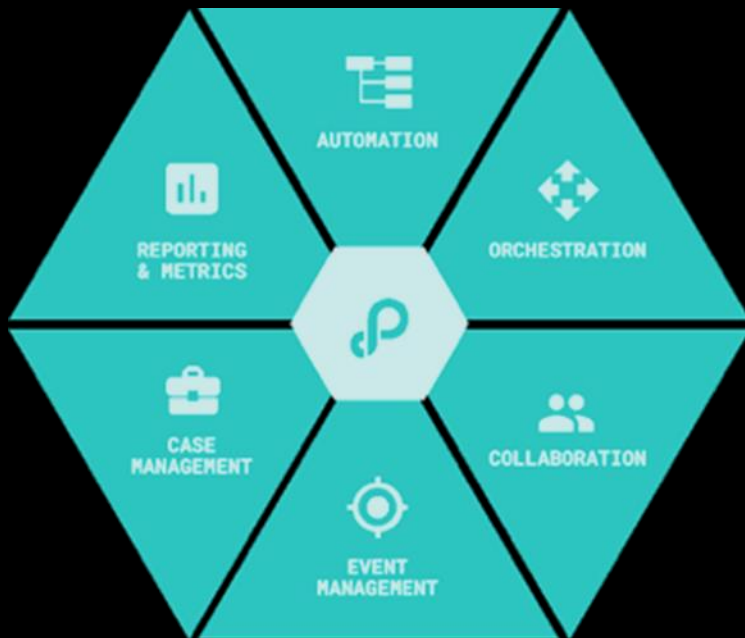 AUTOMATION
REPORTING
& METRICS
ORCHESTRATION
CASE
MANAGEMENT
COLLABORATION
EVENT
MANAGEMENT